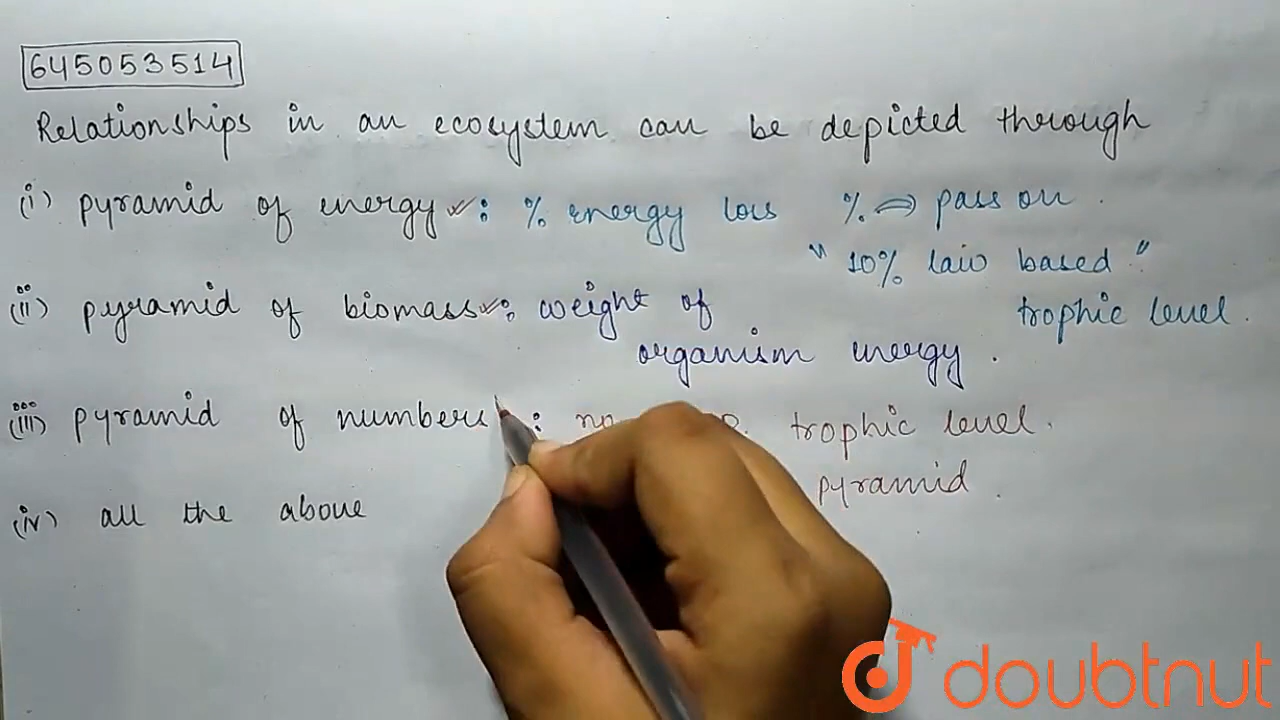 645053514
Relationships in an ecosystem can be depicted through
(i) pyramid of energy ✓: % energy loss % ⇒ pass on.
" 10% law based "
trophic level.
(ii) pyramid of biomass ✓: weight of
organism energy.
(iii) pyramid of numbers : no trophic level.
pyramid.
(iv) all the above
doubtnut